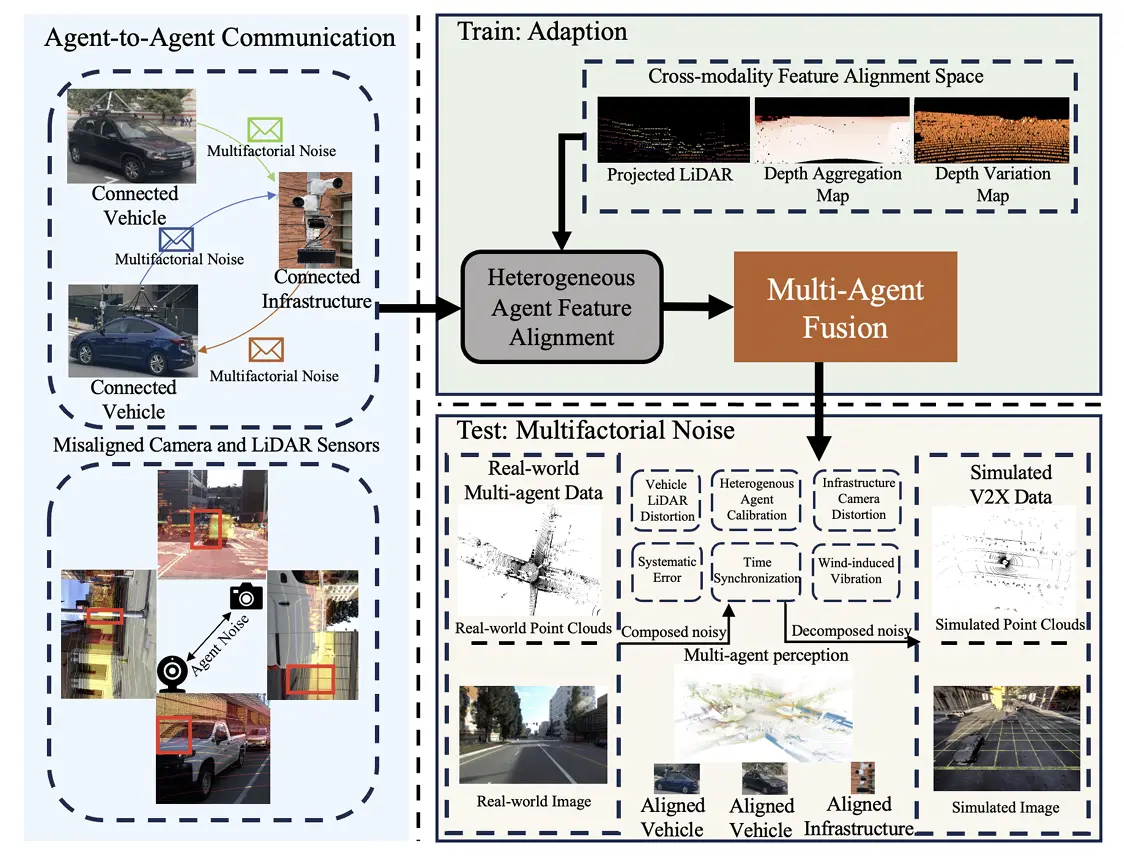 Agent-to-Agent Communication
Multifactorial Noise
Connected
Vehicle
Multifactorial Noise
Connected
Infrastructure
Multifactorial Noise
Connected
Vehicle
Misaligned Camera and LiDAR Sensors
Agent Noise
Train: Adaption
Cross-modality Feature Alignment Space
Projected LiDAR
Depth Aggregation
Map
Depth Variation
Map
Heterogeneous
Agent Feature
Alignment
Multi-Agent
Fusion
Test: Multifactorial Noise
Real-world
Multi-agent Data
Real-world Point Clouds
Real-world Image
Vehicle
LiDAR
Distortion
Heterogenous
Agent
Calibration
Infrastructure
Camera
Distortion
Systematic
Error
Time
Synchronization
Wind-induced
Vibration
Composed noisy
Decomposed noisy
Multi-agent perception
Aligned
Vehicle
Aligned
Vehicle
Aligned
Infrastructure
Simulated
V2X Data
Simulated Point Clouds
Simulated Image